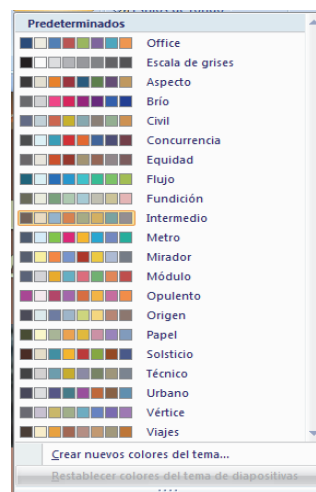 Predeterminados
Office
Escala de grises
Aspecto
Brío
Civil
Concurrencia
Equidad
Flujo
Fundición
Intermedio
Metro
Mirador
Módulo
Opulento
Origen
Papel
Solsticio
Técnico
Urbano
Vértice
Viajes
Crear nuevos colores del tema...
Restablecer colores del tema de diapositivas